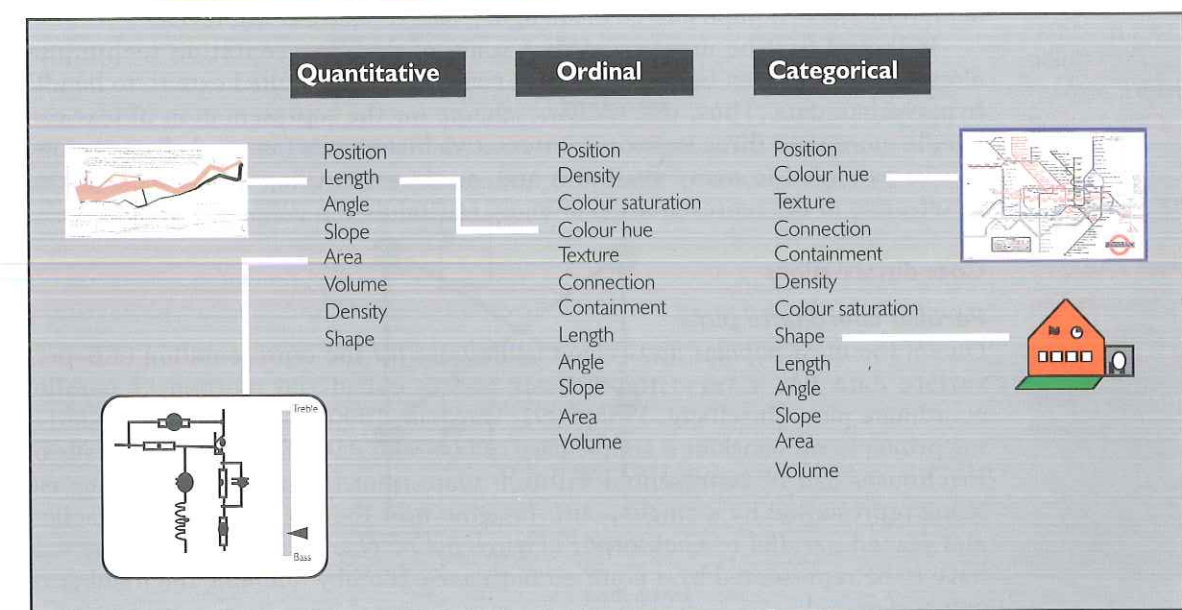 Quantitative
Position
Length
Angle
Slope
Area
Volume
Density
Shape
Ordinal
Position
Density
Colour saturation
Colour hue
Texture
Connection
Containment
Length
Angle
Slope
Area
Volume
Categorical
Position
Colour hue
Texture
Connection
Containment
Density
Colour saturation
Shape
Length
Angle
Slope
Area
Volume
Treble
Bass